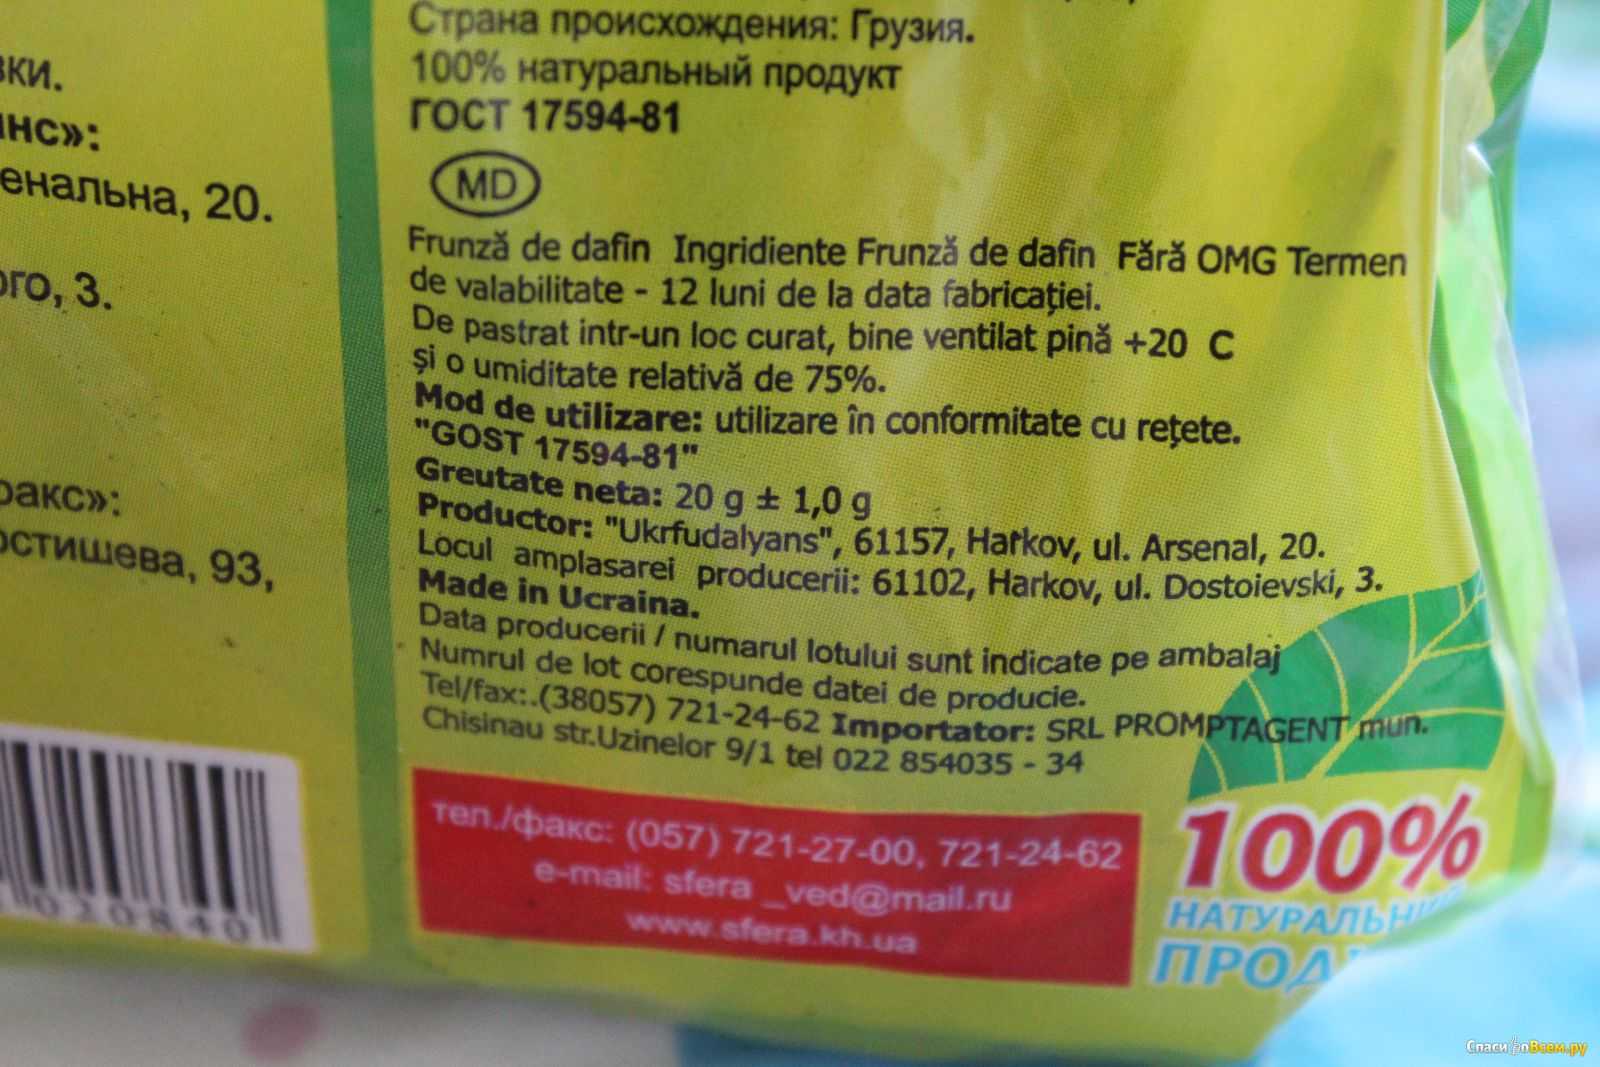 Страна происхождения: Грузия.
100% натуральный продукт
ГОСТ 17594-81
MD
Frunză de dafin Ingridiente Frunză de dafin Fără OMG Termen
de valabilitate - 12 luni de la data fabricației.
De pastrat intr-un loc curat, bine ventilat pină +20 C
și o umiditate relativă de 75%.
Mod de utilizare: utilizare în conformitate cu rețete.
"GOST 17594-81"
Greutate neta: 20 g ± 1,0 g
Productor: "Ukrfudalyans", 61157, Harkov, ul. Arsenal, 20.
Locul amplasarei producerii: 61102, Harkov, ul. Dostoievski, 3.
Made in Ucraina.
Data producerii / numarul lotului sunt indicate pe ambalaj
Numrul de lot corespunde datei de producie.
Tel/fax:.(38057) 721-24-62 Importator: SRL PROMPTAGENT mun.
Chisinau str.Uzinelor 9/1 tel 022 854035 - 34
тел./факс: (057) 721-27-00, 721-24-62
e-mail: sfera _ved@mail.ru
www.sfera.kh.ua
100%
НАТУРАЛЬН
ПРОД
вки.
нс»:
енальна, 20.
ого, 3.
ракс»:
остишева, 93,
020840
Спаси боВсем.ру